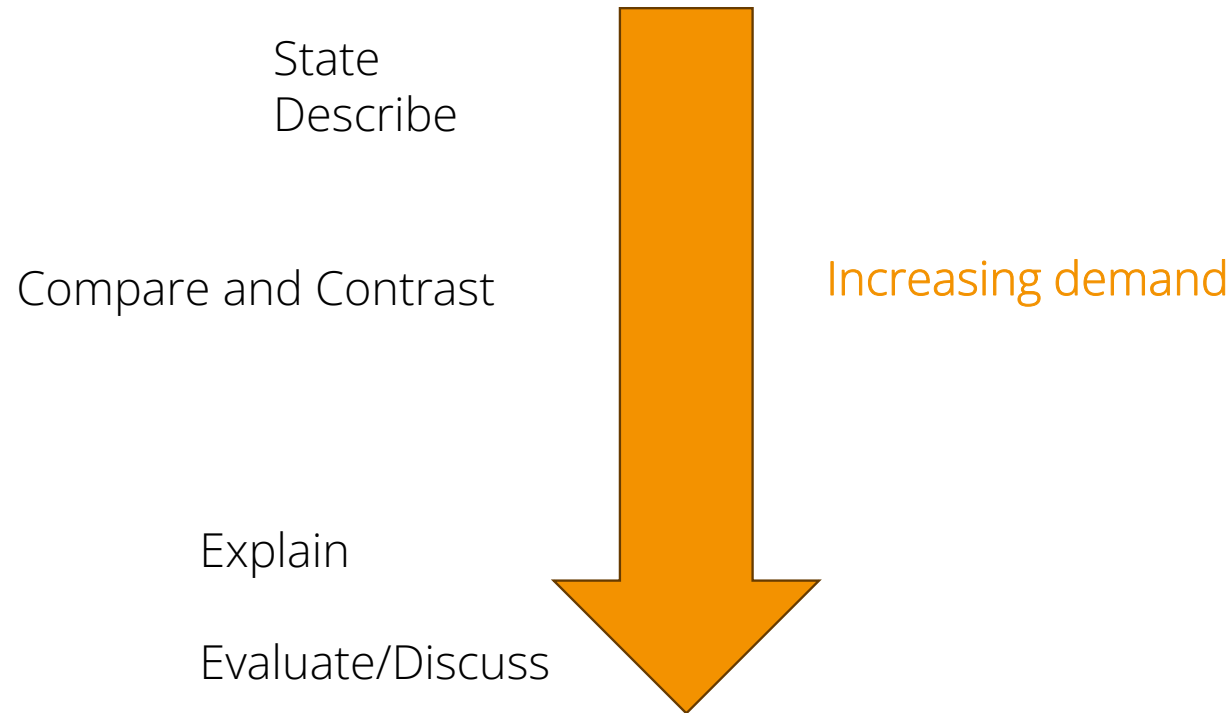 State
Describe
Compare and Contrast
Increasing demand
Explain
Evaluate/Discuss